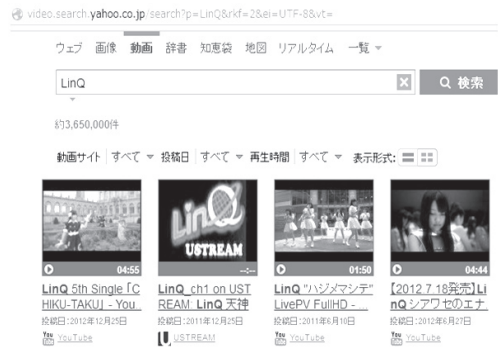 video.search.yahoo.co.jp/search?p=LinQ&rkf=2&ei=UTF-8&vt=
ウェブ 画像 動画 辞書 知恵袋 地図 リアルタイム 一覧
LinQ
検索
約3,650,000件
動画サイト すべて 投稿日 すべて 再生時間 すべて 表示形式:
04:55
LinQ
USTREAM
--:--
01:50
04:44
LinQ 5th Single 「C
HIKU-TAKU」 - You...
投稿日:2012年12月25日
You Tube YouTube
LinQ_ch1 on UST
REAM: LinQ 天神
投稿日:2011年12月25日
USTREAM
LinQ "ハジメマシテ"
LivePV FullHD - ...
投稿日:2011年6月10日
You Tube YouTube
【2012 7.18発売】Li
nQ シアワセのエナ
投稿日:2012年6月27日
You Tube YouTube